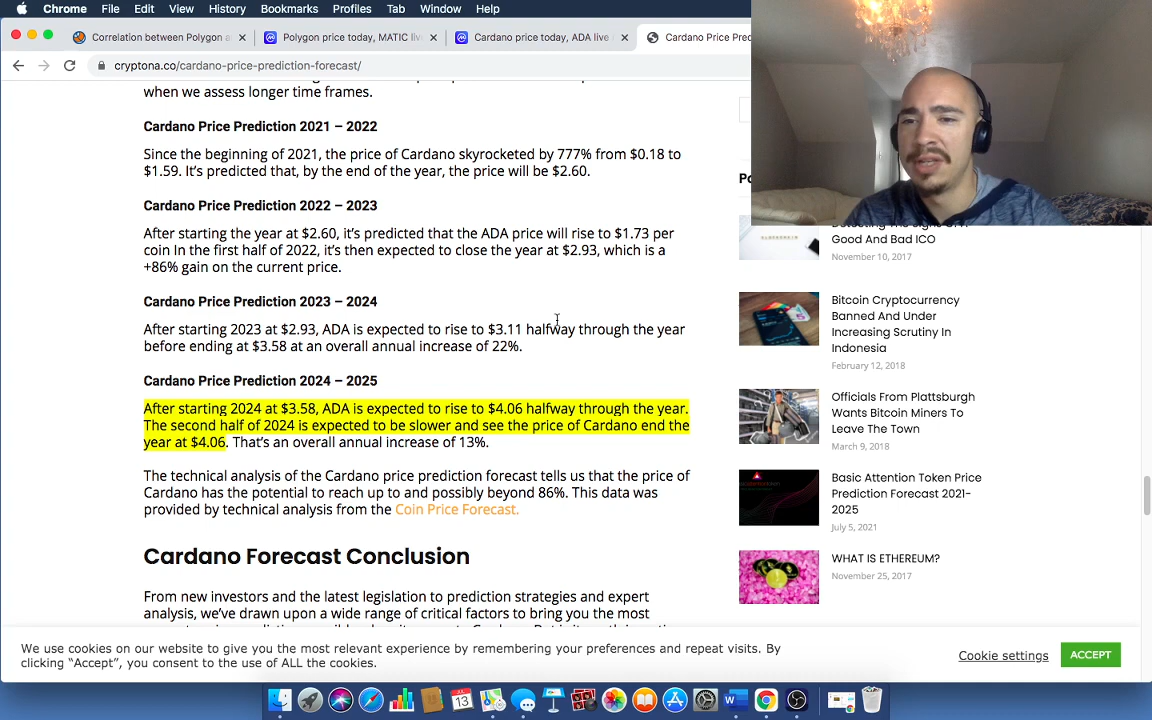 Chrome File Edit View History Bookmarks Profiles Tab Window Help
Correlation between Polygon a
Polygon price today, MATIC liv
Cardano price today, ADA live
Cardano Price Pred
cryptona.co/cardano-price-prediction-forecast/
when we assess longer time frames.
Cardano Price Prediction 2021 – 2022
Since the beginning of 2021, the price of Cardano skyrocketed by 777% from $0.18 to
$1.59. It's predicted that, by the end of the year, the price will be $2.60.
Cardano Price Prediction 2022 – 2023
After starting the year at $2.60, it's predicted that the ADA price will rise to $1.73 per
coin In the first half of 2022, it's then expected to close the year at $2.93, which is a
+86% gain on the current price.
Cardano Price Prediction 2023 – 2024
After starting 2023 at $2.93, ADA is expected to rise to $3.11 halfway through the year
before ending at $3.58 at an overall annual increase of 22%.
Cardano Price Prediction 2024 – 2025
After starting 2024 at $3.58, ADA is expected to rise to $4.06 halfway through the year.
The second half of 2024 is expected to be slower and see the price of Cardano end the
year at $4.06. That's an overall annual increase of 13%.
The technical analysis of the Cardano price prediction forecast tells us that the price of
Cardano has the potential to reach up to and possibly beyond 86%. This data was
provided by technical analysis from the Coin Price Forecast.
Cardano Forecast Conclusion
From new investors and the latest legislation to prediction strategies and expert
analysis, we've drawn upon a wide range of critical factors to bring you the most
Po
Good And Bad ICO
November 10, 2017
Bitcoin Cryptocurrency
Banned And Under
Increasing Scrutiny In
Indonesia
February 12, 2018
Officials From Plattsburgh
Wants Bitcoin Miners To
Leave The Town
March 9, 2018
Basic Attention Token Price
Prediction Forecast 2021-
2025
July 5, 2021
WHAT IS ETHEREUM?
November 25, 2017
We use cookies on our website to give you the most relevant experience by remembering your preferences and repeat visits. By
clicking "Accept", you consent to the use of ALL the cookies.
Cookie settings
ACCEPT
13